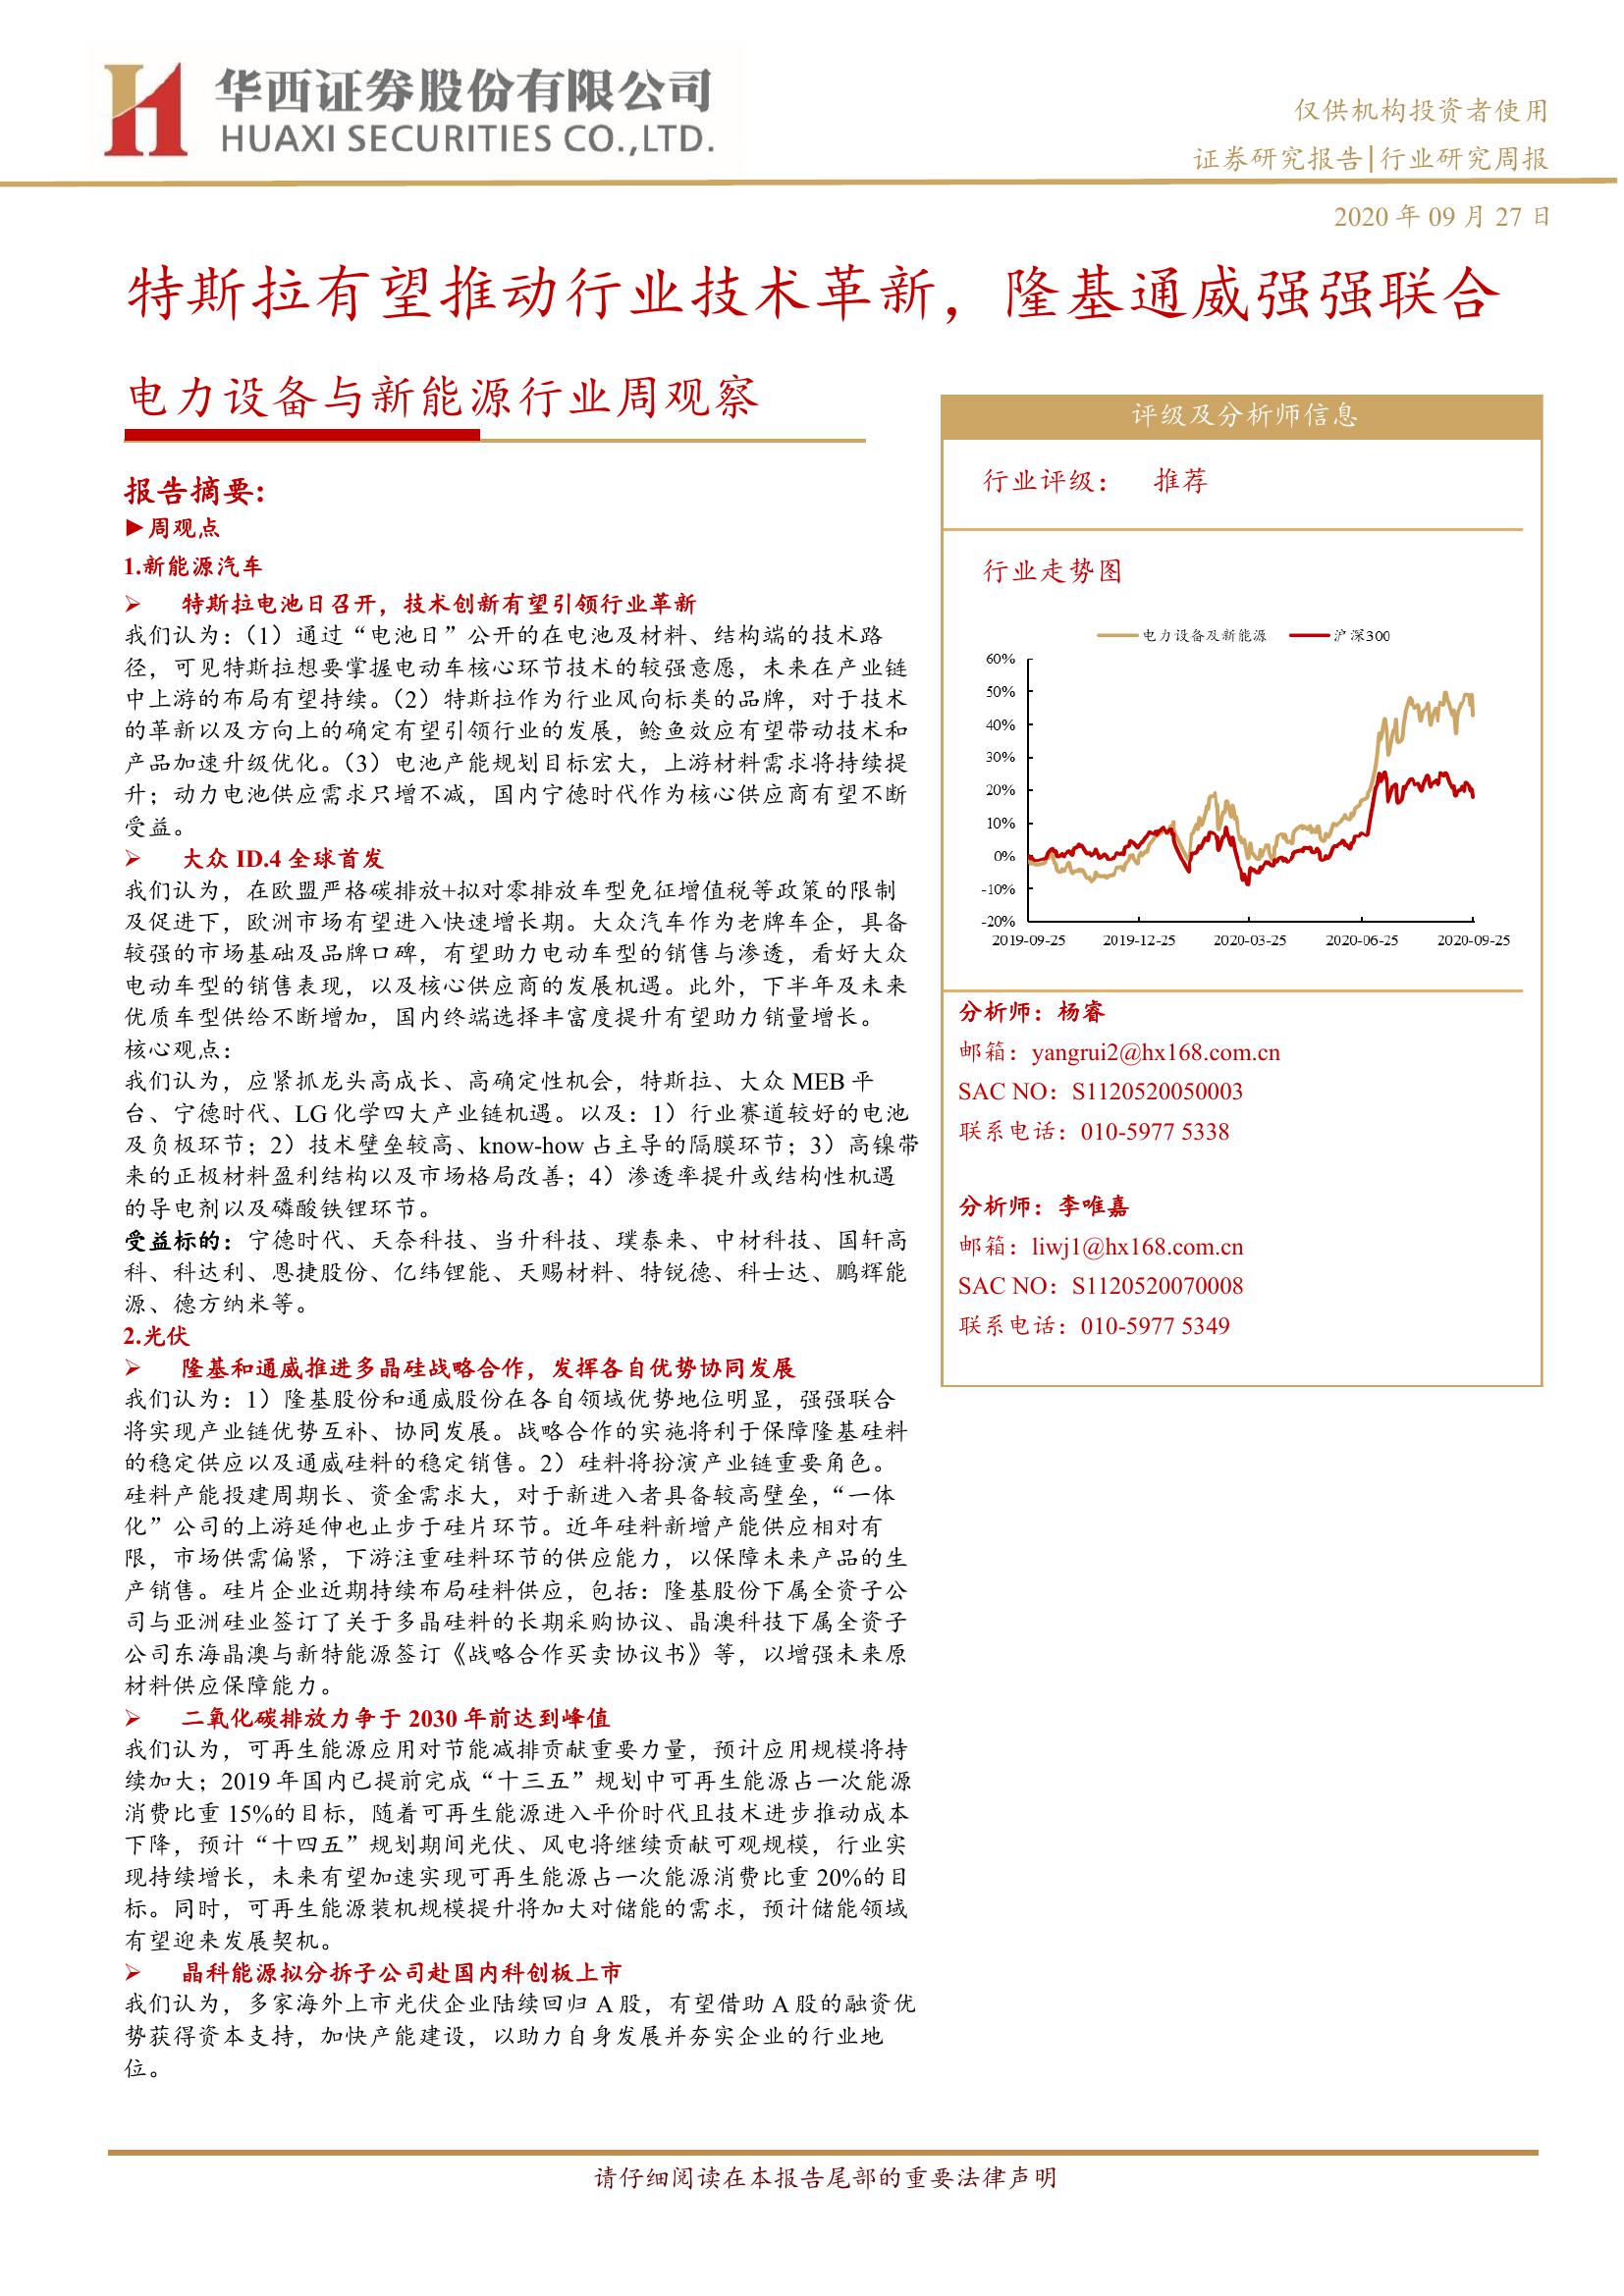 华西证券股份有限公司
HUAXI SECURITIES CO.,LTD.
仅供机构投资者使用
证券研究报告|行业研究周报
2020 年 09 月 27 日
特斯拉有望推动行业技术革新，隆基通威强强联合
电力设备与新能源行业周观察
报告摘要:
►周观点
1.新能源汽车
➢ 特斯拉电池日召开，技术创新有望引领行业革新
我们认为：（1）通过“电池日”公开的在电池及材料、结构端的技术路
径，可见特斯拉想要掌握电动车核心环节技术的较强意愿，未来在产业链
中上游的布局有望持续。（2）特斯拉作为行业风向标类的品牌，对于技术
的革新以及方向上的确定有望引领行业的发展，鲶鱼效应有望带动技术和
产品加速升级优化。（3）电池产能规划目标宏大，上游材料需求将持续提
升；动力电池供应需求只增不减，国内宁德时代作为核心供应商有望不断
受益。
➢ 大众 ID.4 全球首发
我们认为，在欧盟严格碳排放+拟对零排放车型免征增值税等政策的限制
及促进下，欧洲市场有望进入快速增长期。大众汽车作为老牌车企，具备
较强的市场基础及品牌口碑，有望助力电动车型的销售与渗透，看好大众
电动车型的销售表现，以及核心供应商的发展机遇。此外，下半年及未来
优质车型供给不断增加，国内终端选择丰富度提升有望助力销量增长。
核心观点：
我们认为，应紧抓龙头高成长、高确定性机会，特斯拉、大众 MEB 平
台、宁德时代、LG 化学四大产业链机遇。以及：1）行业赛道较好的电池
及负极环节；2）技术壁垒较高、know-how 占主导的隔膜环节；3）高镍带
来的正极材料盈利结构以及市场格局改善；4）渗透率提升或结构性机遇
的导电剂以及磷酸铁锂环节。
受益标的：宁德时代、天奈科技、当升科技、璞泰来、中材科技、国轩高
科、科达利、恩捷股份、亿纬锂能、天赐材料、特锐德、科士达、鹏辉能
源、德方纳米等。
2.光伏
➢ 隆基和通威推进多晶硅战略合作，发挥各自优势协同发展
我们认为：1）隆基股份和通威股份在各自领域优势地位明显，强强联合
将实现产业链优势互补、协同发展。战略合作的实施将利于保障隆基硅料
的稳定供应以及通威硅料的稳定销售。2）硅料将扮演产业链重要角色。
硅料产能投建周期长、资金需求大，对于新进入者具备较高壁垒，“一体
化”公司的上游延伸也止步于硅片环节。近年硅料新增产能供应相对有
限，市场供需偏紧，下游注重硅料环节的供应能力，以保障未来产品的生
产销售。硅片企业近期持续布局硅料供应，包括：隆基股份下属全资子公
司与亚洲硅业签订了关于多晶硅料的长期采购协议、晶澳科技下属全资子
公司东海晶澳与新特能源签订《战略合作买卖协议书》等，以增强未来原
材料供应保障能力。
➢ 二氧化碳排放力争于 2030 年前达到峰值
我们认为，可再生能源应用对节能减排贡献重要力量，预计应用规模将持
续加大；2019 年国内已提前完成“十三五”规划中可再生能源占一次能源
消费比重 15%的目标，随着可再生能源进入平价时代且技术进步推动成本
下降，预计“十四五”规划期间光伏、风电将继续贡献可观规模，行业实
现持续增长，未来有望加速实现可再生能源占一次能源消费比重 20%的目
标。同时，可再生能源装机规模提升将加大对储能的需求，预计储能领域
有望迎来发展契机。
➢ 晶科能源拟分拆子公司赴国内科创板上市
我们认为，多家海外上市光伏企业陆续回归 A 股，有望借助 A 股的融资优
势获得资本支持，加快产能建设，以助力自身发展并夯实企业的行业地
位。
评级及分析师信息
行业评级： 推荐
行业走势图
电力设备及新能源 沪深300
60%
50%
40%
30%
20%
10%
0%
-10%
-20%
2019-09-25 2019-12-25 2020-03-25 2020-06-25 2020-09-25
分析师：杨睿
邮箱：yangrui2@hx168.com.cn
SAC NO：S1120520050003
联系电话：010-5977 5338
分析师：李唯嘉
邮箱：liwj1@hx168.com.cn
SAC NO：S1120520070008
联系电话：010-5977 5349
请仔细阅读在本报告尾部的重要法律声明